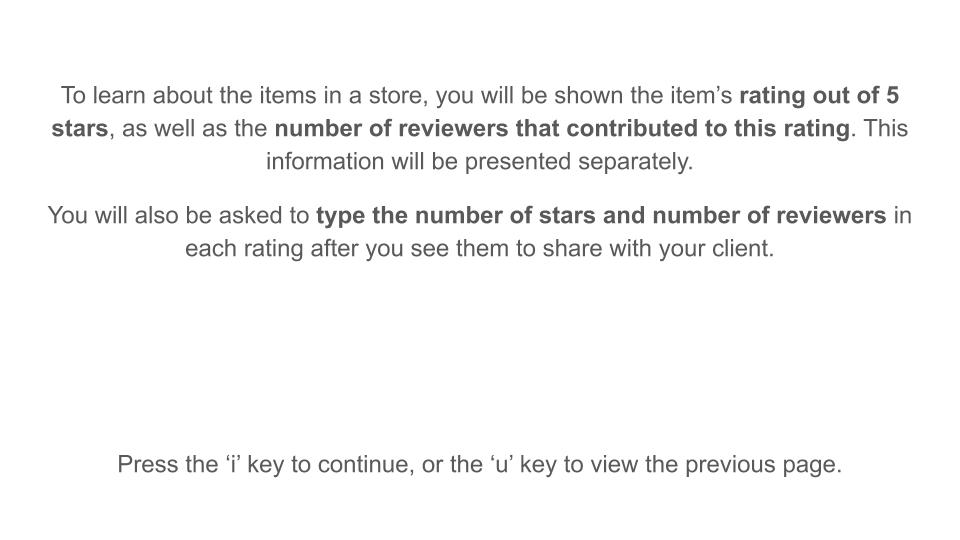 To learn about the items in a store, you will be shown the item’s rating out of 5
stars, as well as the number of reviewers that contributed to this rating. This
information will be presented separately.
You will also be asked to type the number of stars and number of reviewers in
each rating after you see them to share with your client.
Press the ‘i’ key to continue, or the ‘u’ key to view the previous page.